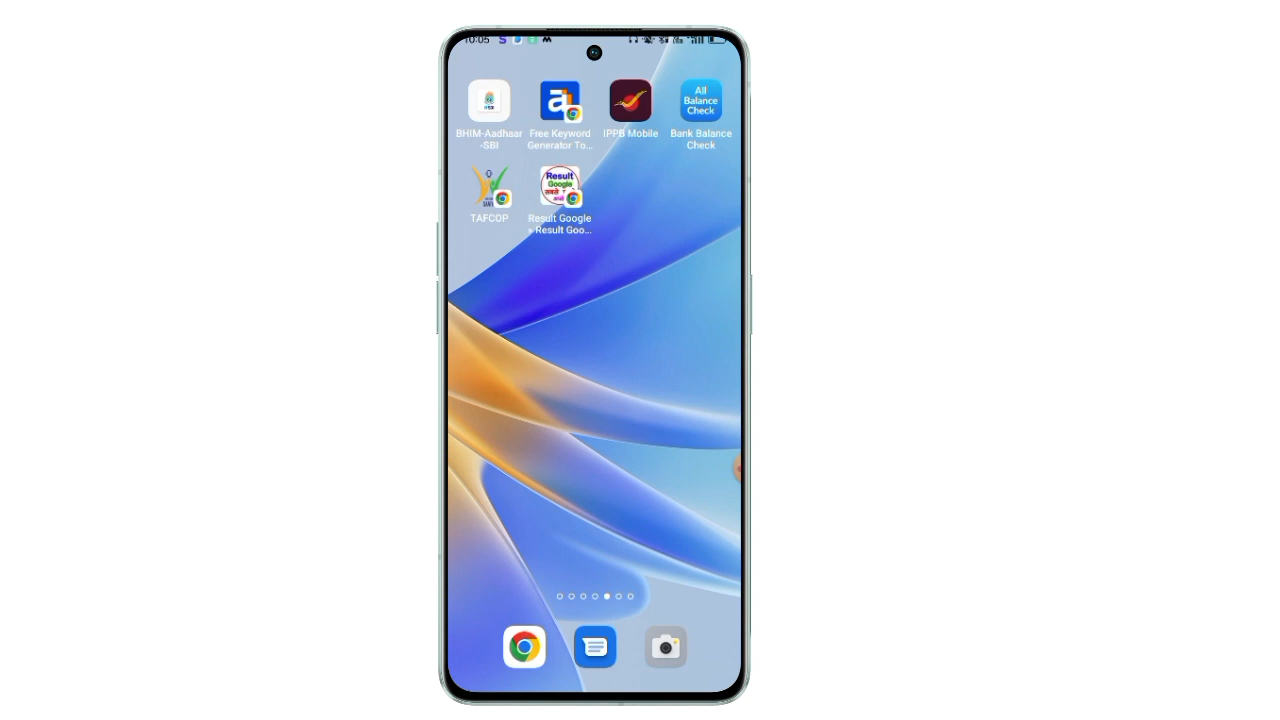 10:05
BHIM-Aadhaar
-SBI
Free Keyword
Generator To...
IPPB Mobile
All
Balance
Check
Bank Balance
Check
TAFCOP
Result
Google
Result Google
» Result Goo...